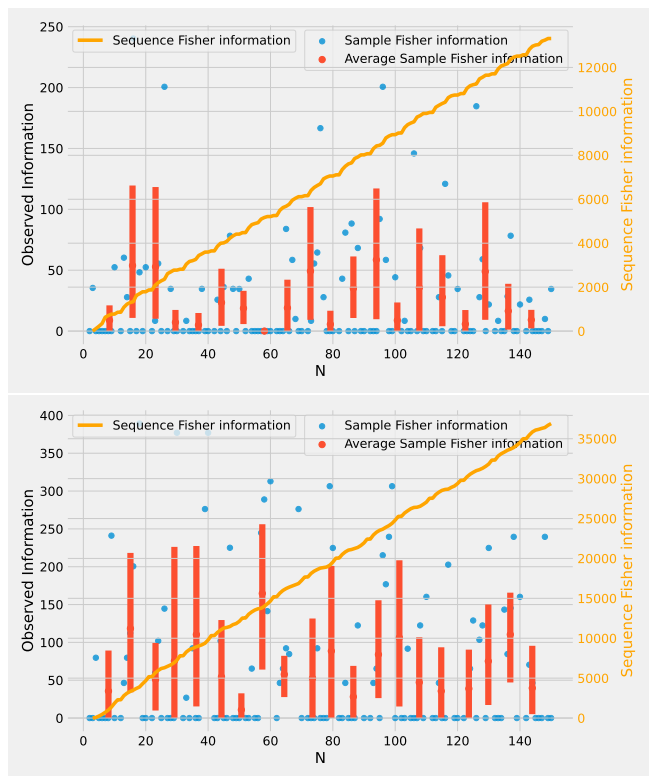 250
Sequence Fisher information
Sample Fisher information
Average Sample Fisher information
200
150
100
50
0
Observed Information
12000
10000
8000
6000
4000
2000
0
Sequence Fisher information
0 20 40 60 80 100 120 140
N
400
Sequence Fisher information
Sample Fisher information
Average Sample Fisher information
350
300
250
200
150
100
50
0
Observed Information
35000
30000
25000
20000
15000
10000
5000
0
Sequence Fisher information
0 20 40 60 80 100 120 140
N